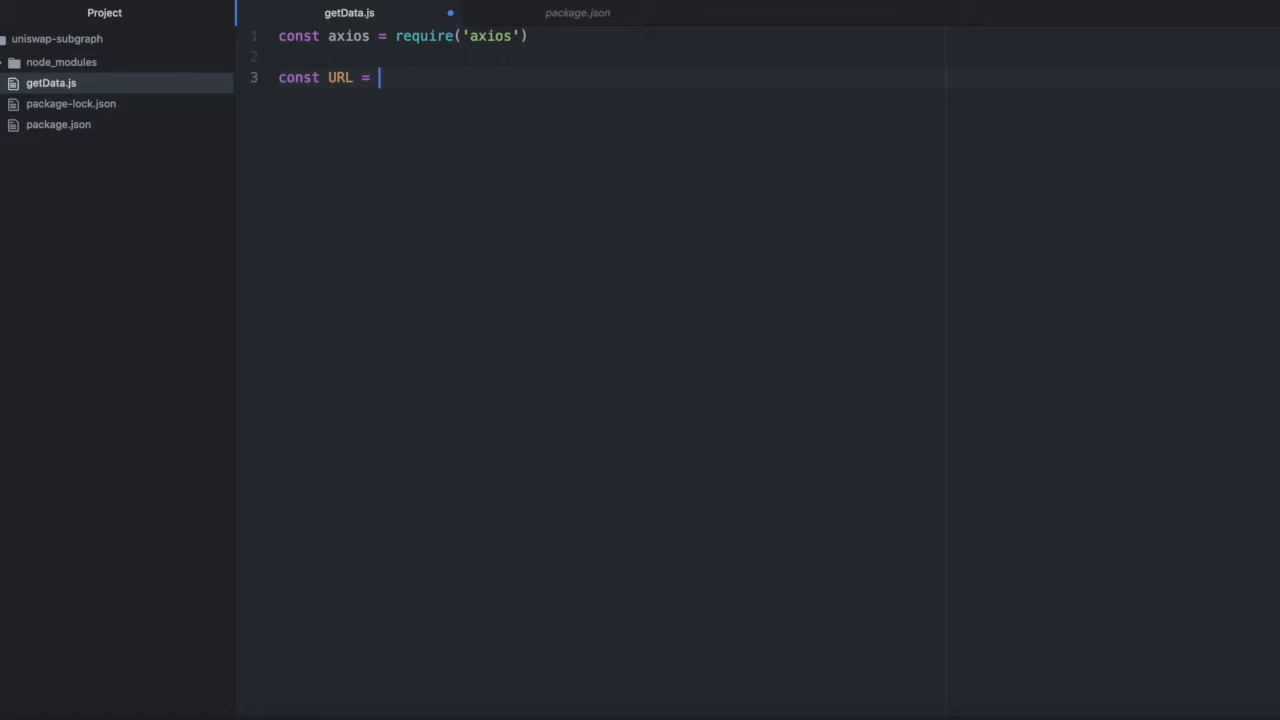 Project
uniswap-subgraph
node_modules
getData.js
package-lock.json
package.json
getData.js
package.json
1 const axios = require('axios')
2
3 const URL =